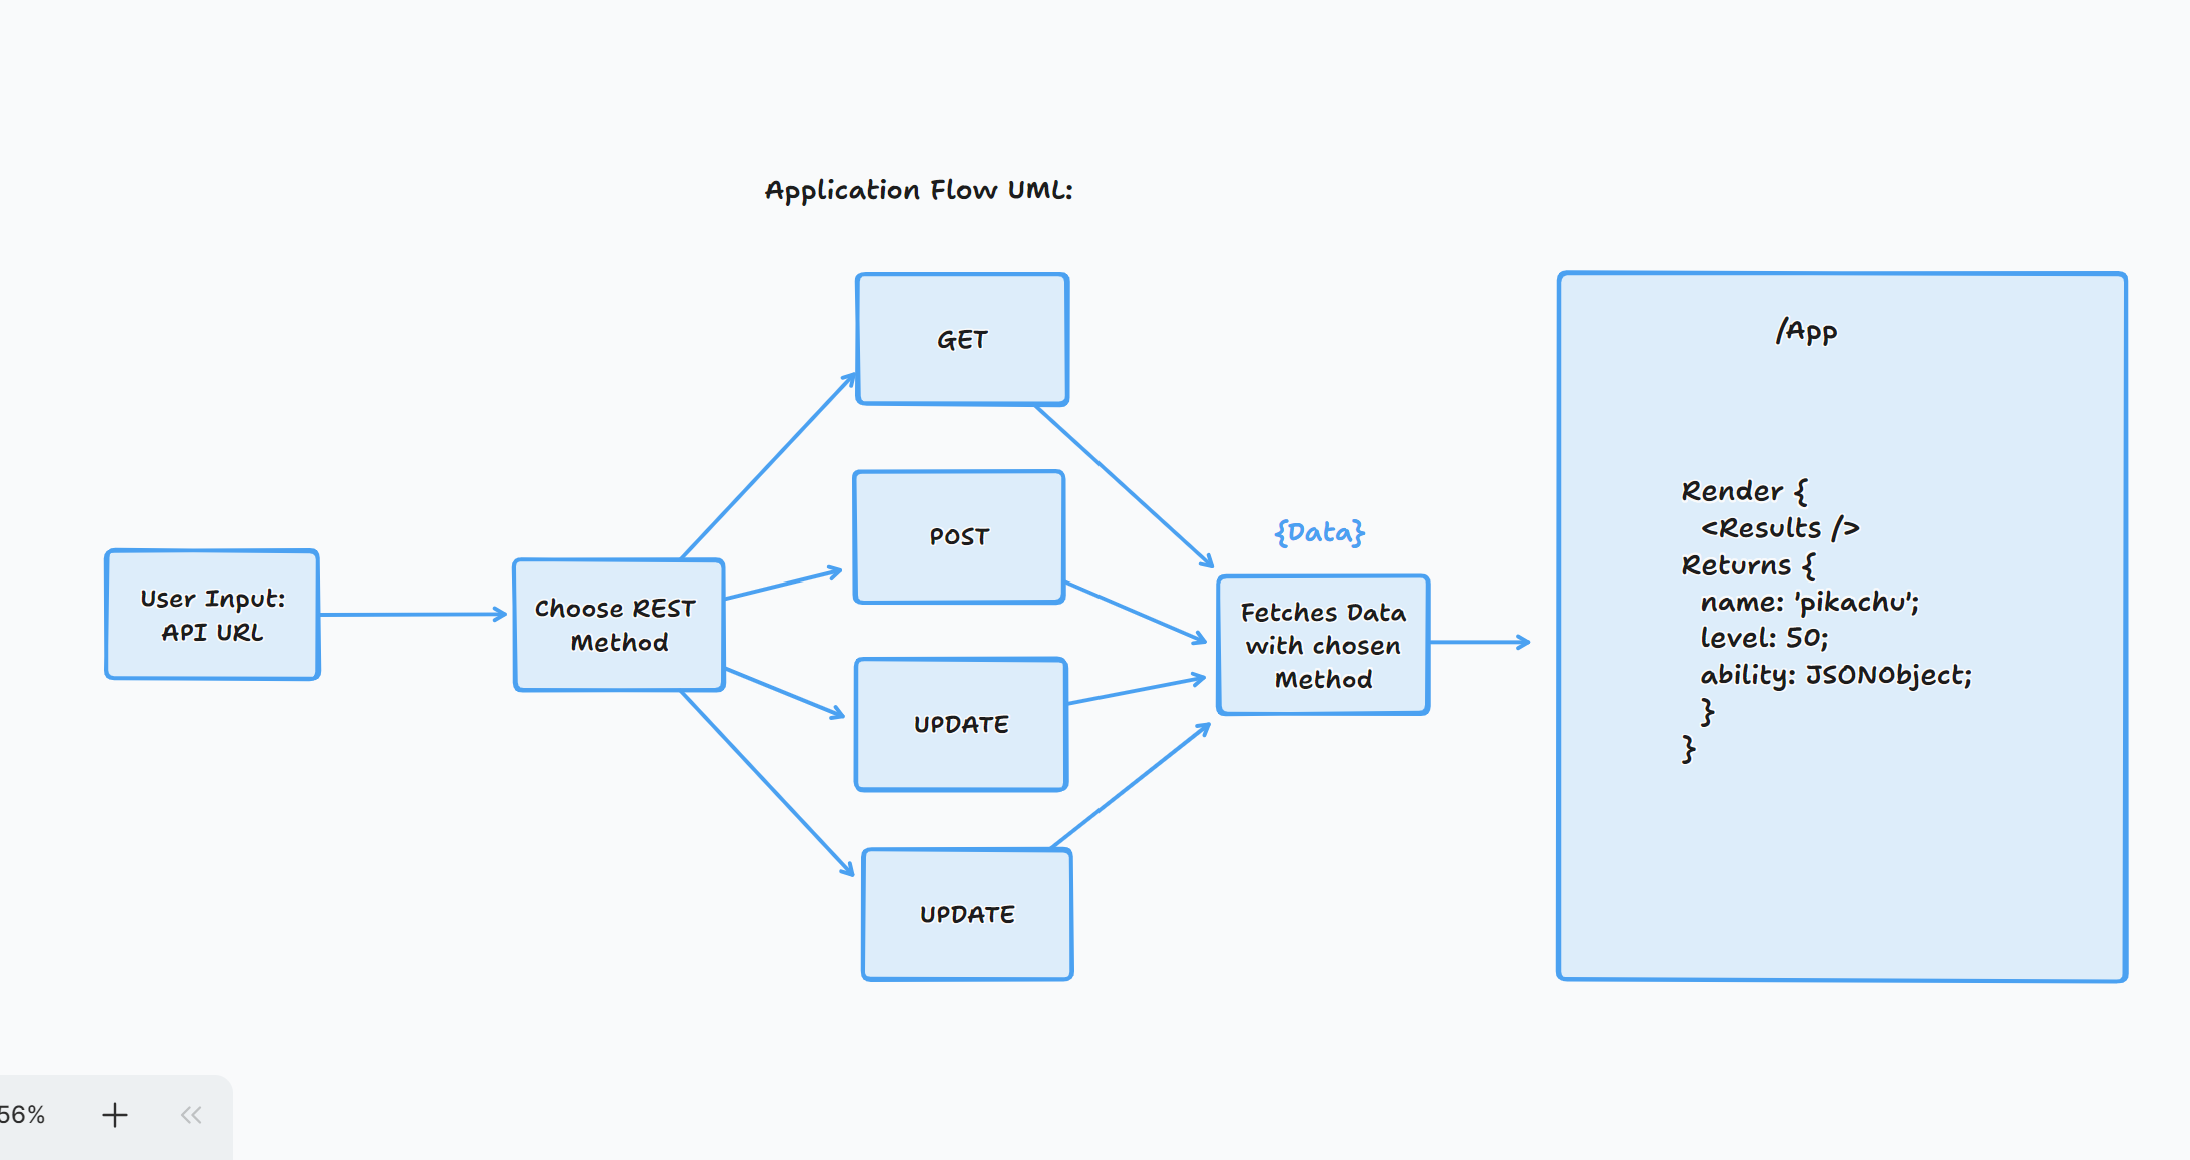 Application Flow UML:
GET
POST
UPDATE
UPDATE
User Input:
API URL
Choose REST
Method
{Data}
Fetches Data
with chosen
Method
/App
Render {
<Results />
Returns {
name: 'pikachu';
level: 50;
ability: JSONObject;
}
}
56%